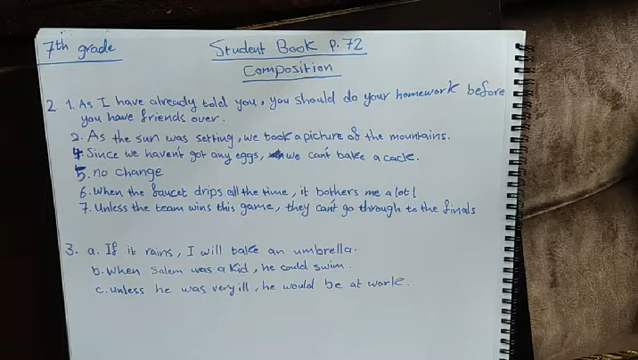 7th grade
Student Book P.72
Composition
2. 1. As I have already told you, you should do your homework before
you have friends over.
2. As the sun was setting, we took a picture of the mountains.
4. Since we haven't got any eggs, we can't bake a cack.
5. no change
6. When the faucet drips all the time, it bothers me a lot!
7. Unless the team wins this game, they can't go through to the finals
3. a. If it rains, I will take an umbrella.
b. When Salem was a kid, he could swim.
c. unless he was very ill, he would be at work.